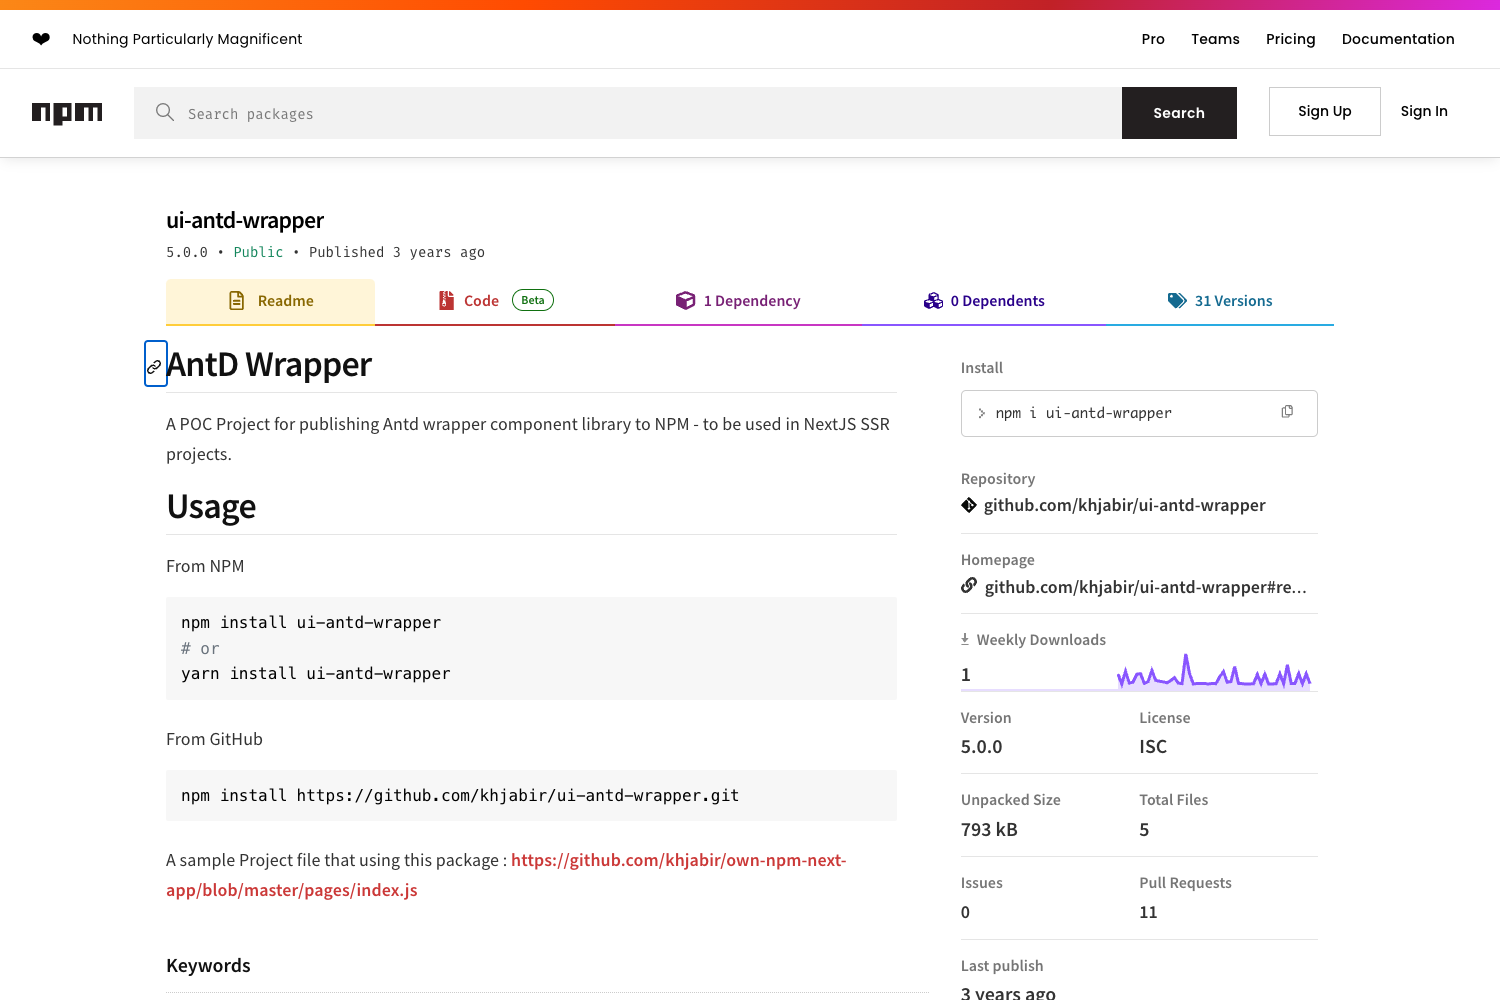 Nothing Particularly Magnificent
Pro
Teams
Pricing
Documentation
npm
Search packages
Search
Sign Up
Sign In
ui-antd-wrapper
5.0.0 • Public • Published 3 years ago
Readme
Code Beta
1 Dependency
0 Dependents
31 Versions
AntD Wrapper
A POC Project for publishing Antd wrapper component library to NPM - to be used in NextJS SSR
projects.
Usage
From NPM
npm install ui-antd-wrapper
# or
yarn install ui-antd-wrapper
From GitHub
npm install https://github.com/khjabir/ui-antd-wrapper.git
A sample Project file that using this package : https://github.com/khjabir/own-npm-next-
app/blob/master/pages/index.js
Keywords
Install
npm i ui-antd-wrapper
Repository
github.com/khjabir/ui-antd-wrapper
Homepage
github.com/khjabir/ui-antd-wrapper#re...
Weekly Downloads
1
Version
5.0.0
License
ISC
Unpacked Size
793 kB
Total Files
5
Issues
0
Pull Requests
11
Last publish
3 years ago